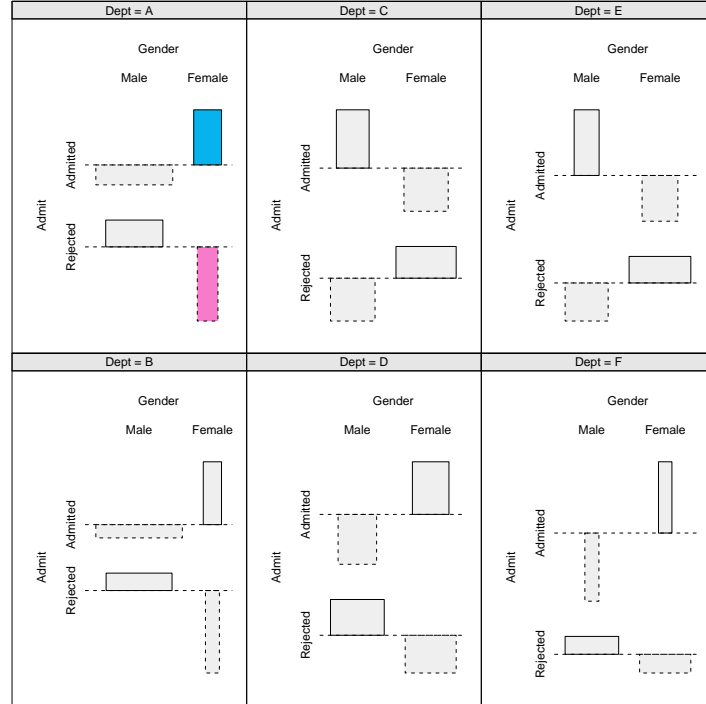 Dept = A
Gender
Male Female
Admit
Admitted
Rejected
Dept = C
Gender
Male Female
Admit
Admitted
Rejected
Dept = E
Gender
Male Female
Admit
Admitted
Rejected
Dept = B
Gender
Male Female
Admit
Admitted
Rejected
Dept = D
Gender
Male Female
Admit
Admitted
Rejected
Dept = F
Gender
Male Female
Admit
Admitted
Rejected